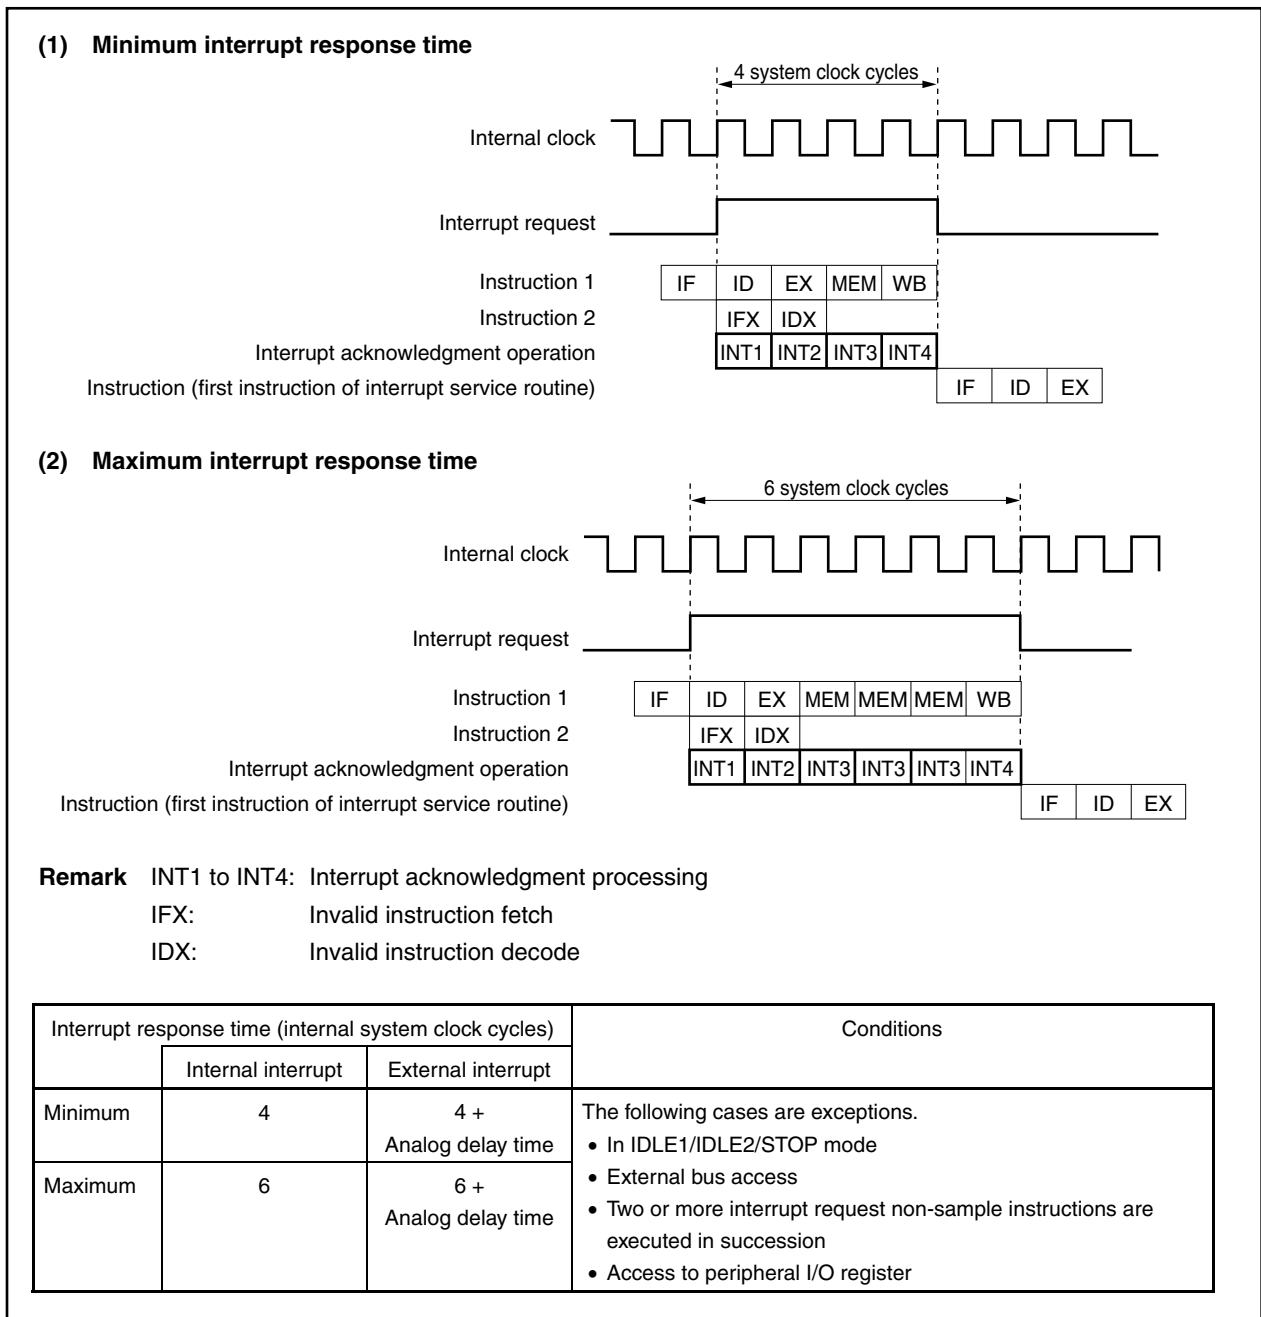 (1) Minimum interrupt response time
4 system clock cycles
Internal clock
Interrupt request
Instruction 1 IF ID EX MEM WB
Instruction 2 IFX IDX
Interrupt acknowledgment operation INT1 INT2 INT3 INT4
Instruction (first instruction of interrupt service routine) IF ID EX
(2) Maximum interrupt response time
6 system clock cycles
Internal clock
Interrupt request
Instruction 1 IF ID EX MEM MEM MEM WB
Instruction 2 IFX IDX
Interrupt acknowledgment operation INT1 INT2 INT3 INT3 INT3 INT4
Instruction (first instruction of interrupt service routine) IF ID EX
Remark INT1 to INT4: Interrupt acknowledgment processing
IFX: Invalid instruction fetch
IDX: Invalid instruction decode
Interrupt response time (internal system clock cycles) Conditions
Internal interrupt External interrupt
Minimum 4 4 +
Analog delay time
Maximum 6 6 +
Analog delay time
The following cases are exceptions.
• In IDLE1/IDLE2/STOP mode
• External bus access
• Two or more interrupt request non-sample instructions are
executed in succession
• Access to peripheral I/O register